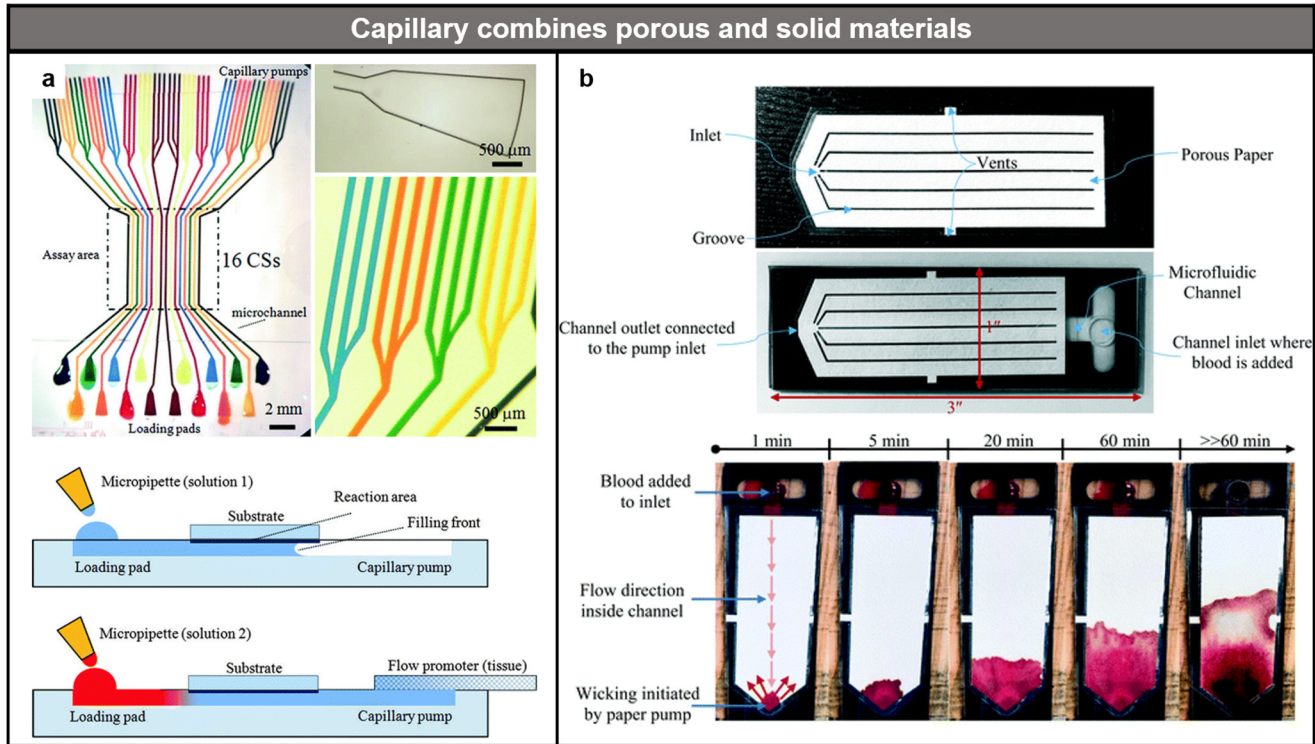 Capillary combines porous and solid materials
a
Capillary pumps
500 µm
Assay area
16 CSs
microchannel
2 mm
Loading pads
500 µm
Micropipette (solution 1)
Reaction area
Substrate
Filling front
Loading pad
Capillary pump
Micropipette (solution 2)
Substrate
Flow promoter (tissue)
Loading pad
Capillary pump
b
Inlet
Vents
Porous Paper
Groove
Microfluidic
Channel
Channel outlet connected
to the pump inlet
1"
Channel inlet where
blood is added
3"
1 min
5 min
20 min
60 min
>>60 min
Blood added
to inlet
Flow direction
inside channel
Wicking initiated
by paper pump